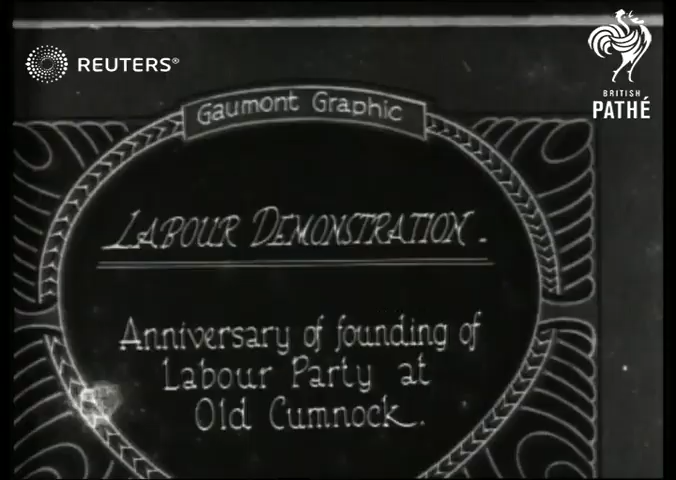 REUTERS®
BRITISH
PATHÉ
Gaumont Graphic
LABOUR DEMONSTRATION.
Anniversary of founding of
Labour Party at
Old Cumnock.